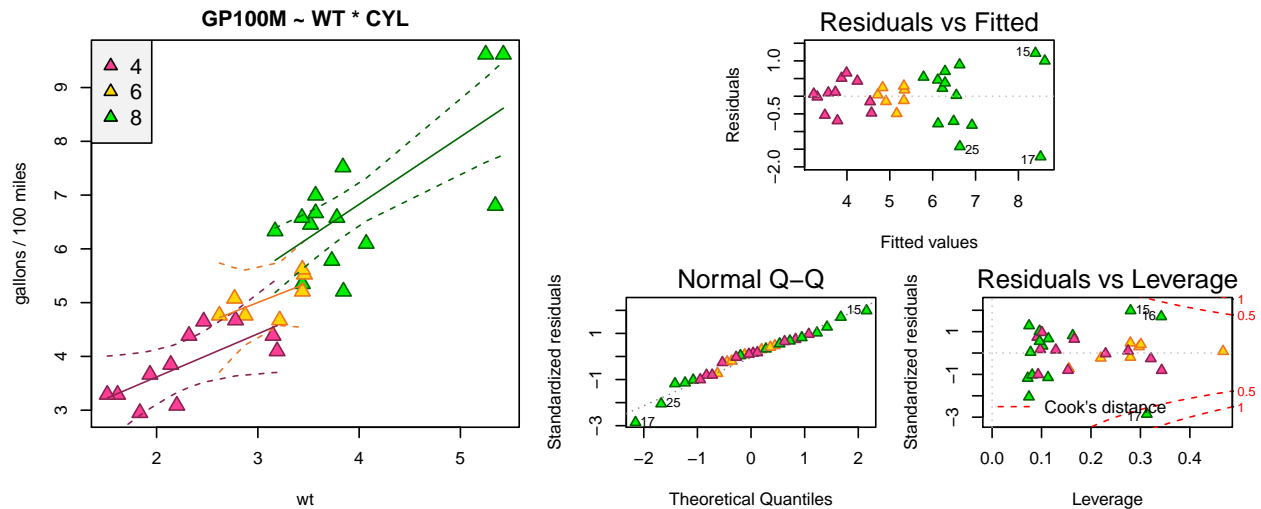 GP100M ~ WT * CYL
4
6
8
gallons / 100 miles
3 4 5 6 7 8 9
2 3 4 5
wt
Residuals vs Fitted
Residuals
−2.0 −0.5 1.0
15
25
17
4 5 6 7 8
Fitted values
Normal Q−Q
Standardized residuals
−3 −1 1
15
25
17
−2 −1 0 1 2
Theoretical Quantiles
Residuals vs Leverage
Standardized residuals
−3 −1 1
15
16
17
1
0.5
0.5
1
Cook's distance
0.0 0.1 0.2 0.3 0.4
Leverage